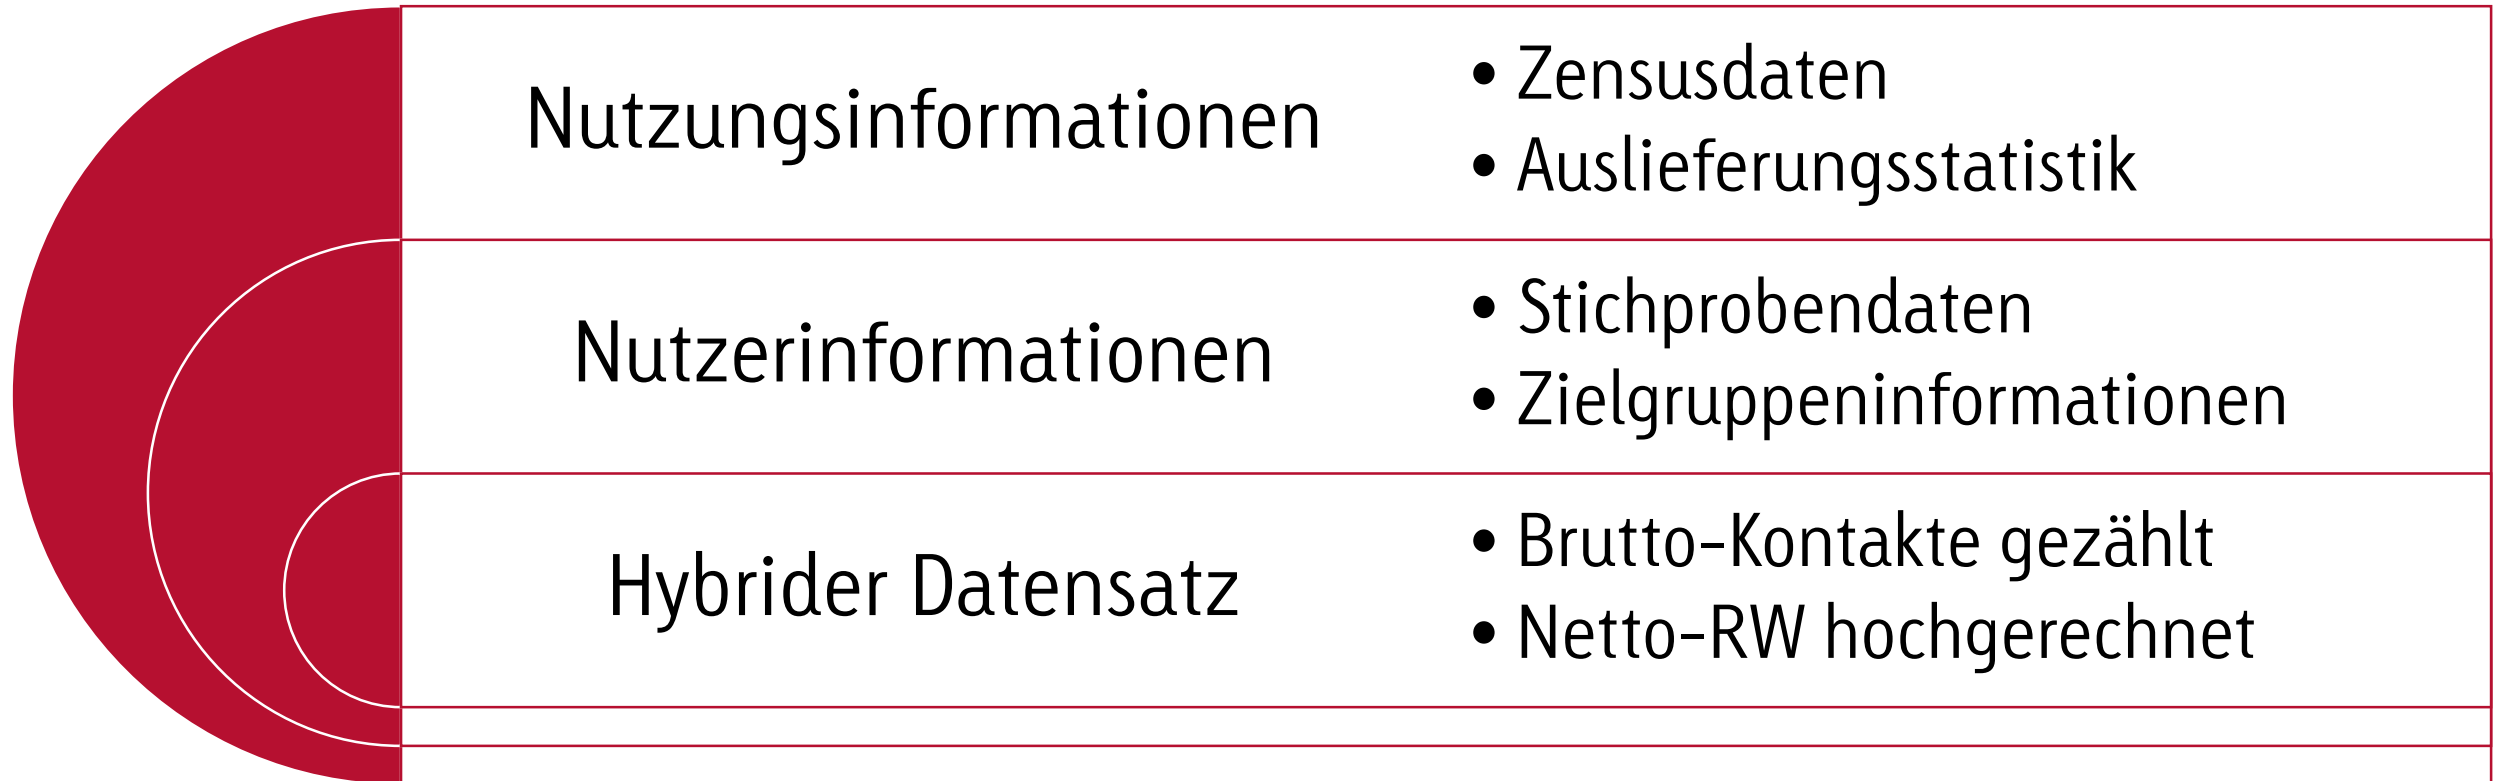 Nutzungsinformationen
• Zensusdaten
• Auslieferungsstatistik
Nutzerinformationen
• Stichprobendaten
• Zielgruppeninformationen
Hybrider Datensatz
• Brutto-Kontakte gezählt
• Netto-RW hochgerechnet